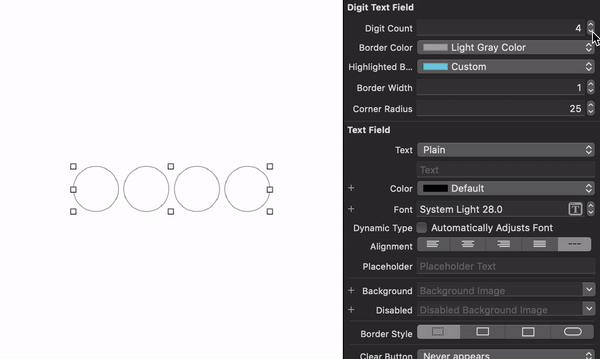 Digit Text Field
Digit Count 4
Border Color Light Gray Color
Highlighted B... Custom
Border Width 1
Corner Radius 25
Text Field
Text Plain
Text
+ Color Default
+ Font System Light 28.0 T
Dynamic Type Automatically Adjusts Font
Alignment ---
Placeholder Placeholder Text
+ Background Background Image
+ Disabled Disabled Background Image
Border Style
Clear Button Never appears